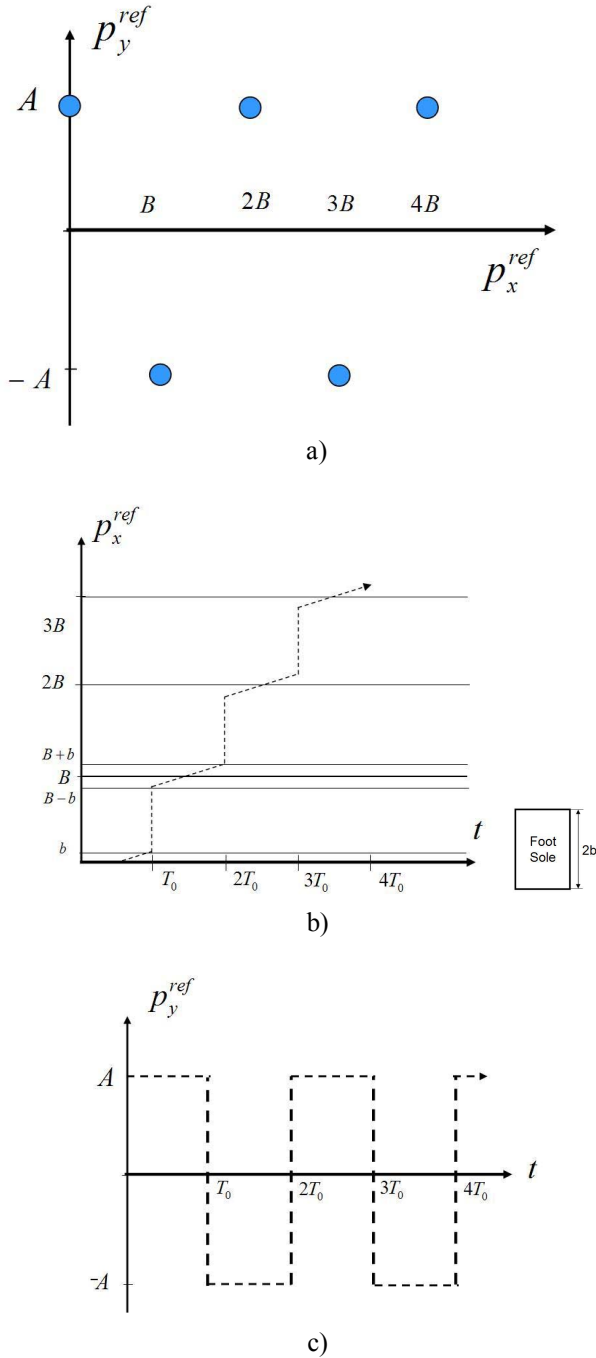 p_y^{ref}
A
B 2B 3B 4B
p_x^{ref}
−A
a)
p_x^{ref}
3B
2B
B+b
B
B−b
b
t
T_0 2T_0 3T_0 4T_0
Foot
Sole
2b
b)
p_y^{ref}
A
t
T_0 2T_0 3T_0 4T_0
-A
c)